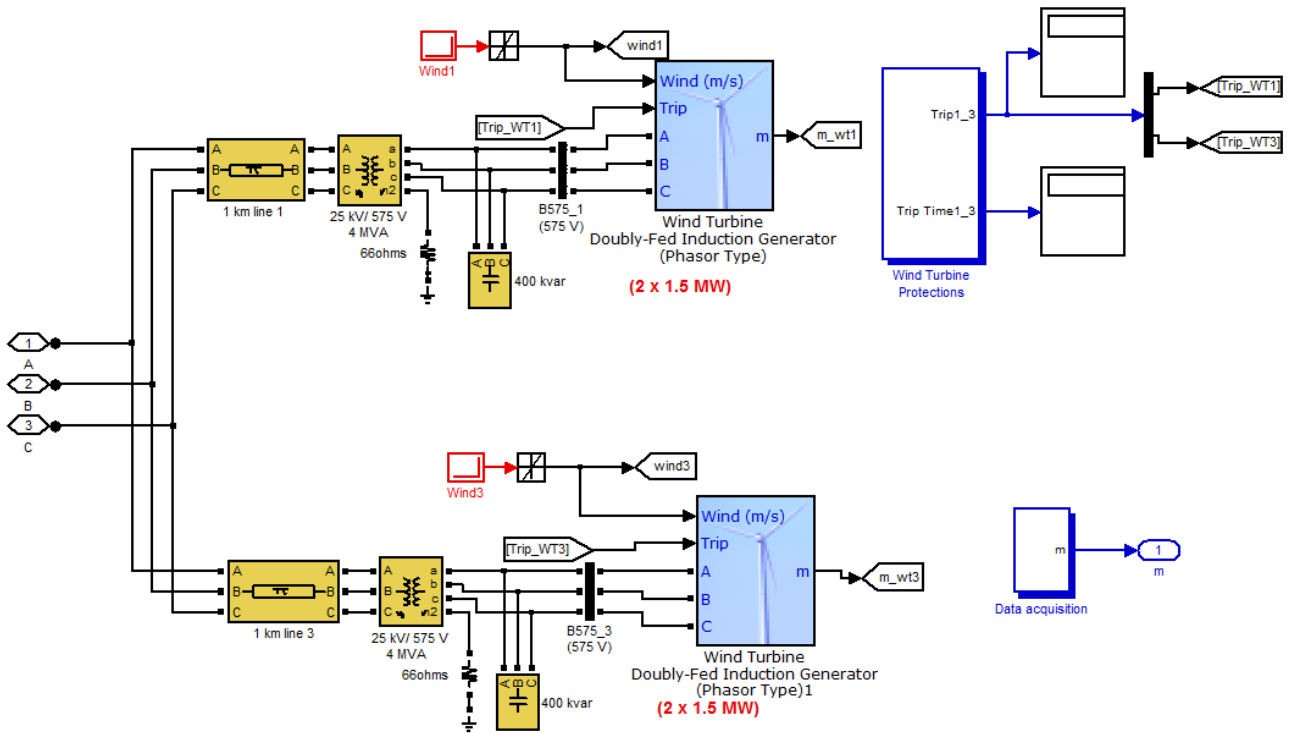 Wind1
wind1
Wind (m/s)
Trip
A
B
C
m
m_wt1
[Trip_WT1]
A A
B B
C C
1 km line 1
A a
B b
C c
n2
25 kV/ 575 V
4 MVA
66ohms
A B C
400 kvar
B575_1
(575 V)
Wind Turbine
Doubly-Fed Induction Generator
(Phasor Type)
(2 x 1.5 MW)
Trip1_3
Trip Time1_3
Wind Turbine
Protections
[Trip_WT1]
[Trip_WT3]
1
A
2
B
3
C
Wind3
wind3
Wind (m/s)
Trip
A
B
C
m
m_wt3
[Trip_WT3]
A A
B B
C C
1 km line 3
A a
B b
C c
n2
25 kV/ 575 V
4 MVA
66ohms
A B C
400 kvar
B575_3
(575 V)
Wind Turbine
Doubly-Fed Induction Generator
(Phasor Type)1
(2 x 1.5 MW)
m
Data acquisition
1
m